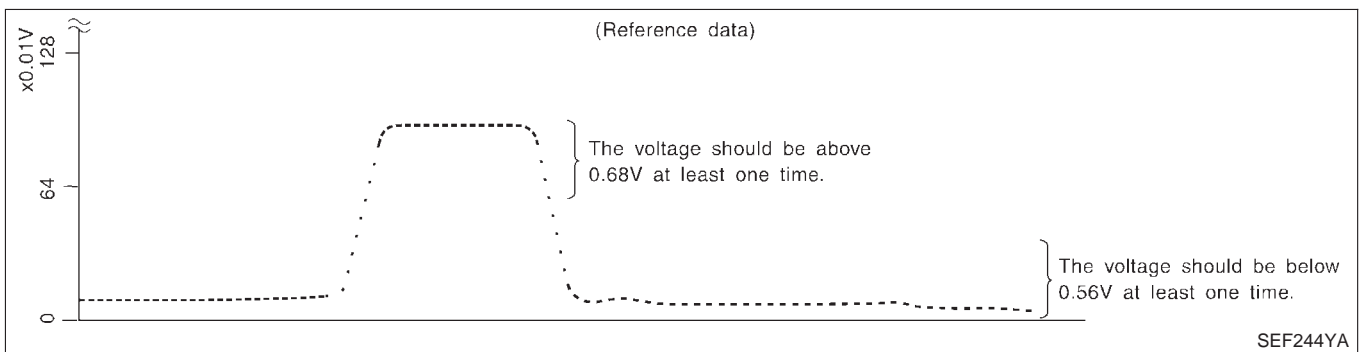 (Reference data)
x0.01V
128
64
0
The voltage should be above
0.68V at least one time.
The voltage should be below
0.56V at least one time.
SEF244YA